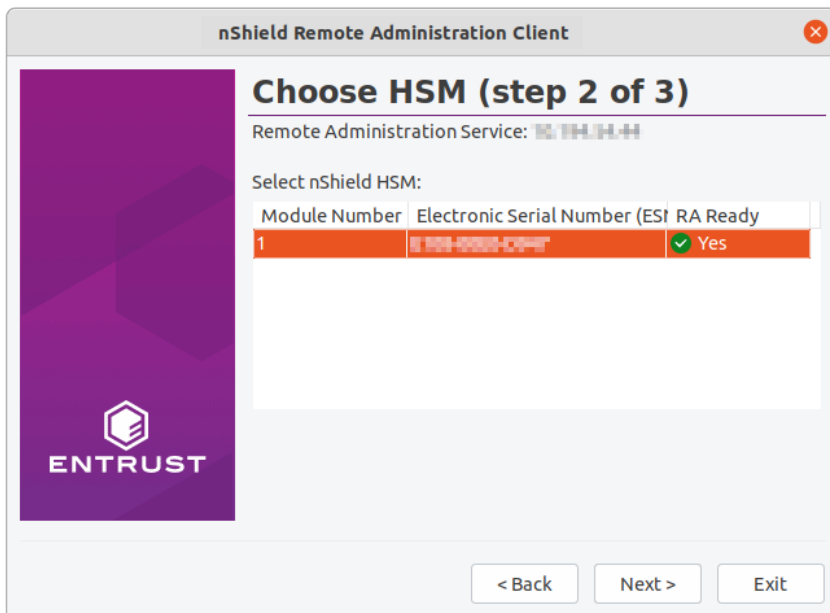 nShield Remote Administration Client
Choose HSM (step 2 of 3)
Remote Administration Service:
Select nShield HSM:
Module Number Electronic Serial Number (ESN RA Ready
1 Yes
ENTRUST
< Back Next > Exit